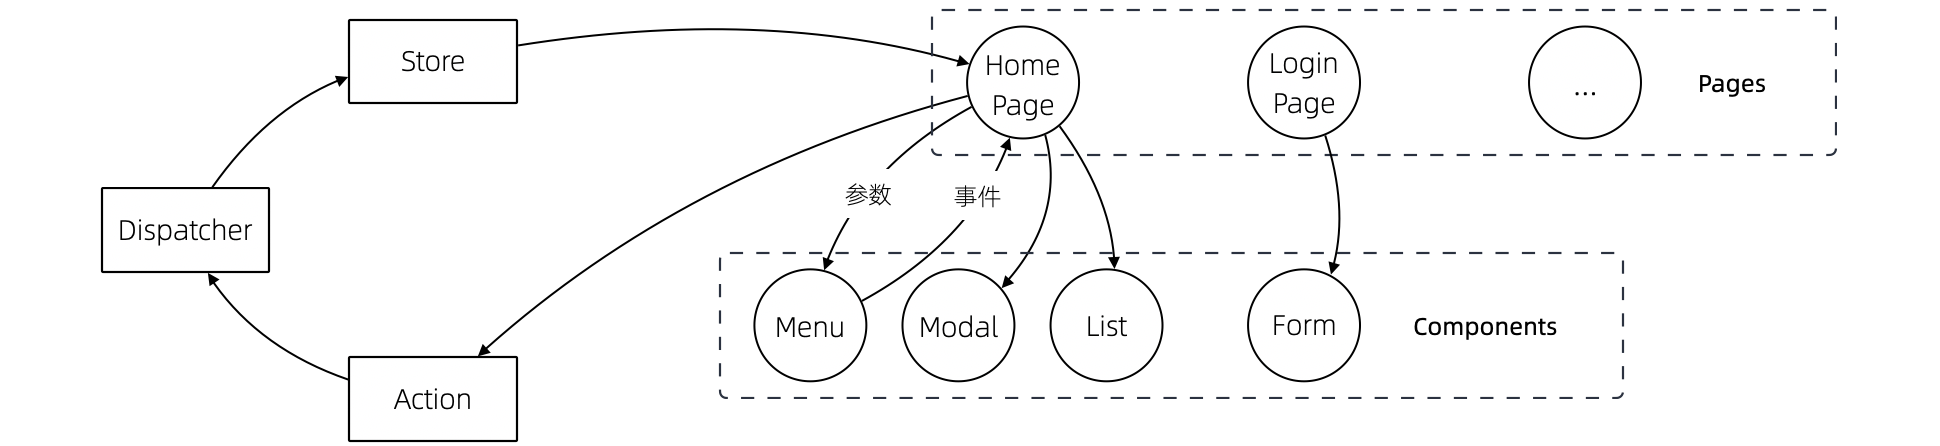 Store
Home
Page
Login
Page
...
Pages
参数
事件
Dispatcher
Menu
Modal
List
Form
Components
Action